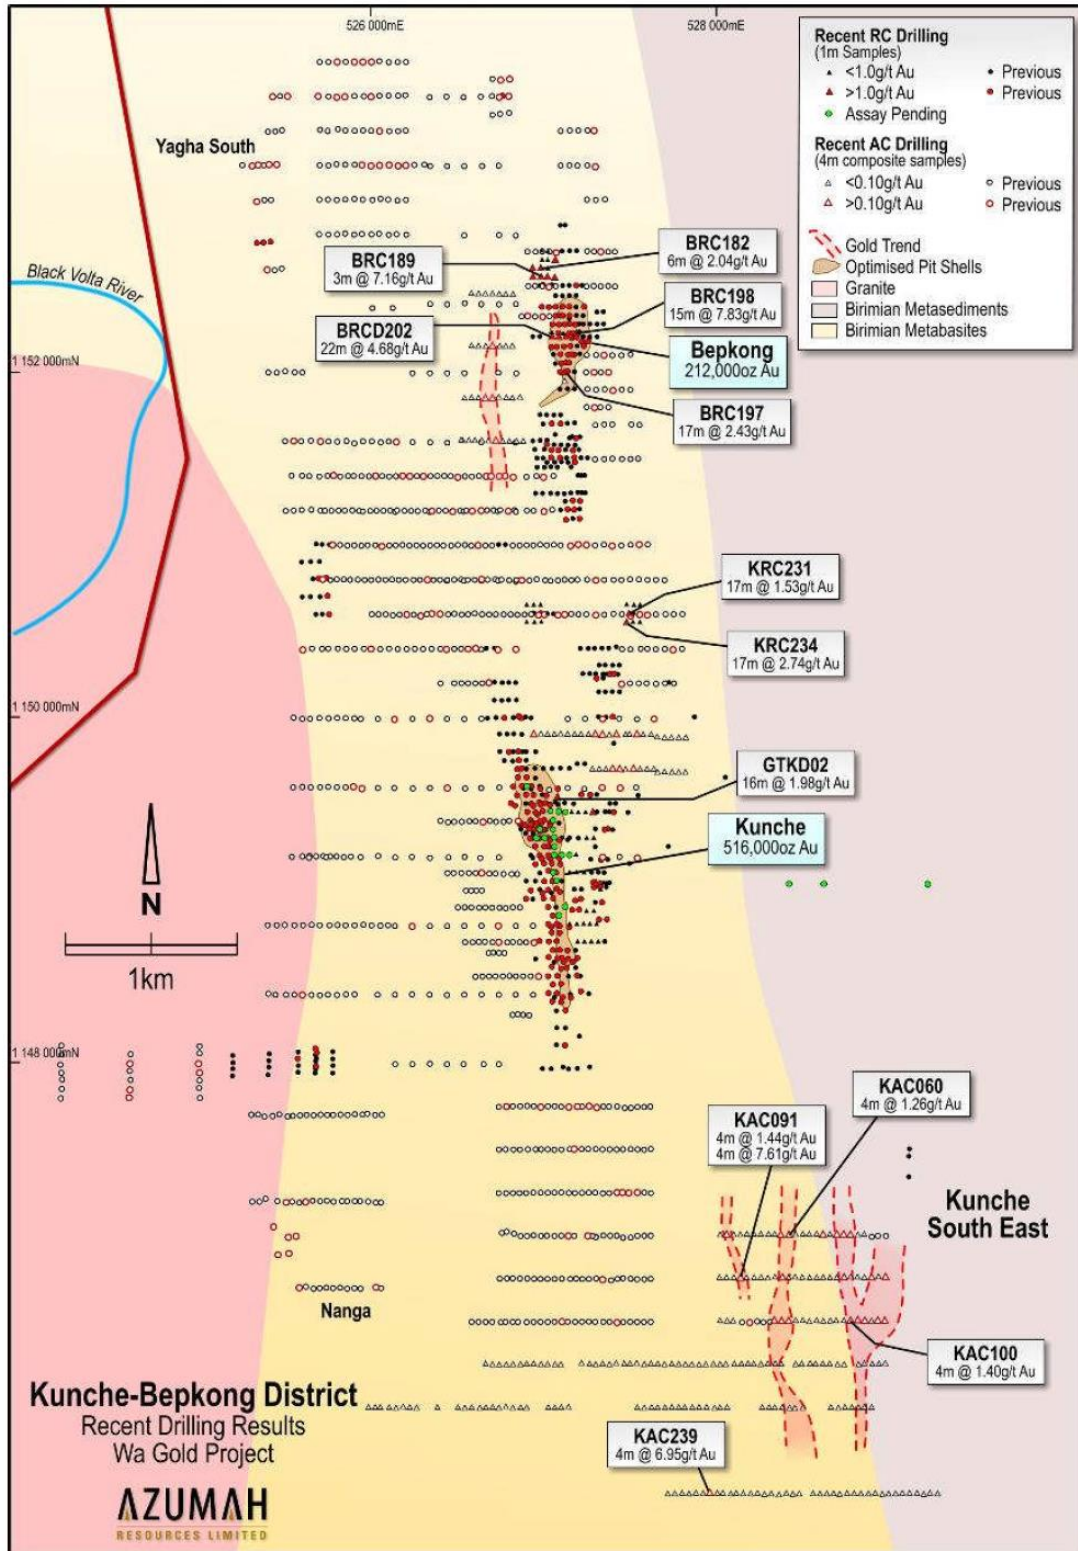 526 000mE
528 000mE
Recent RC Drilling
(1m Samples)
<1.0g/t Au
Previous
>1.0g/t Au
Previous
Assay Pending
Recent AC Drilling
(4m composite samples)
<0.10g/t Au
Previous
>0.10g/t Au
Previous
Gold Trend
Optimised Pit Shells
Granite
Birimian Metasediments
Birimian Metabasites
Yagha South
Black Volta River
BRC182
6m @ 2.04g/t Au
BRC189
3m @ 7.16g/t Au
BRC198
15m @ 7.83g/t Au
BRCD202
22m @ 4.68g/t Au
Bepkong
212,000oz Au
1 152 000mN
BRC197
17m @ 2.43g/t Au
KRC231
17m @ 1.53g/t Au
KRC234
17m @ 2.74g/t Au
1 150 000mN
GTKD02
16m @ 1.98g/t Au
Kunche
516,000oz Au
N
1km
1 148 000mN
KAC060
4m @ 1.26g/t Au
KAC091
4m @ 1.44g/t Au
4m @ 7.61g/t Au
Kunche
South East
Nanga
KAC100
4m @ 1.40g/t Au
Kunche-Bepkong District
Recent Drilling Results
Wa Gold Project
KAC239
4m @ 6.95g/t Au
AZUMAH
RESOURCES LIMITED